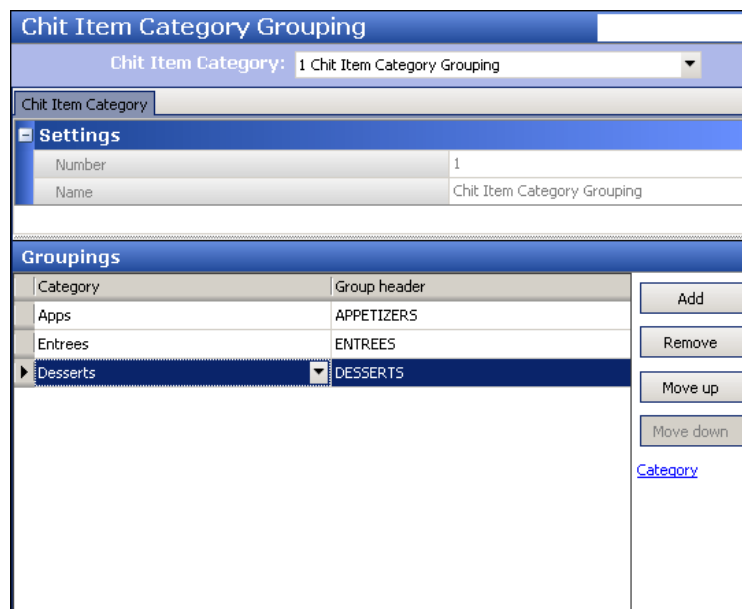 Chit Item Category Grouping
Chit Item Category: 1 Chit Item Category Grouping
Chit Item Category
Settings
Number 1
Name Chit Item Category Grouping
Groupings
Category Group header
Apps APPETIZERS
Entrees ENTREES
Desserts DESSERTS
Add
Remove
Move up
Move down
Category